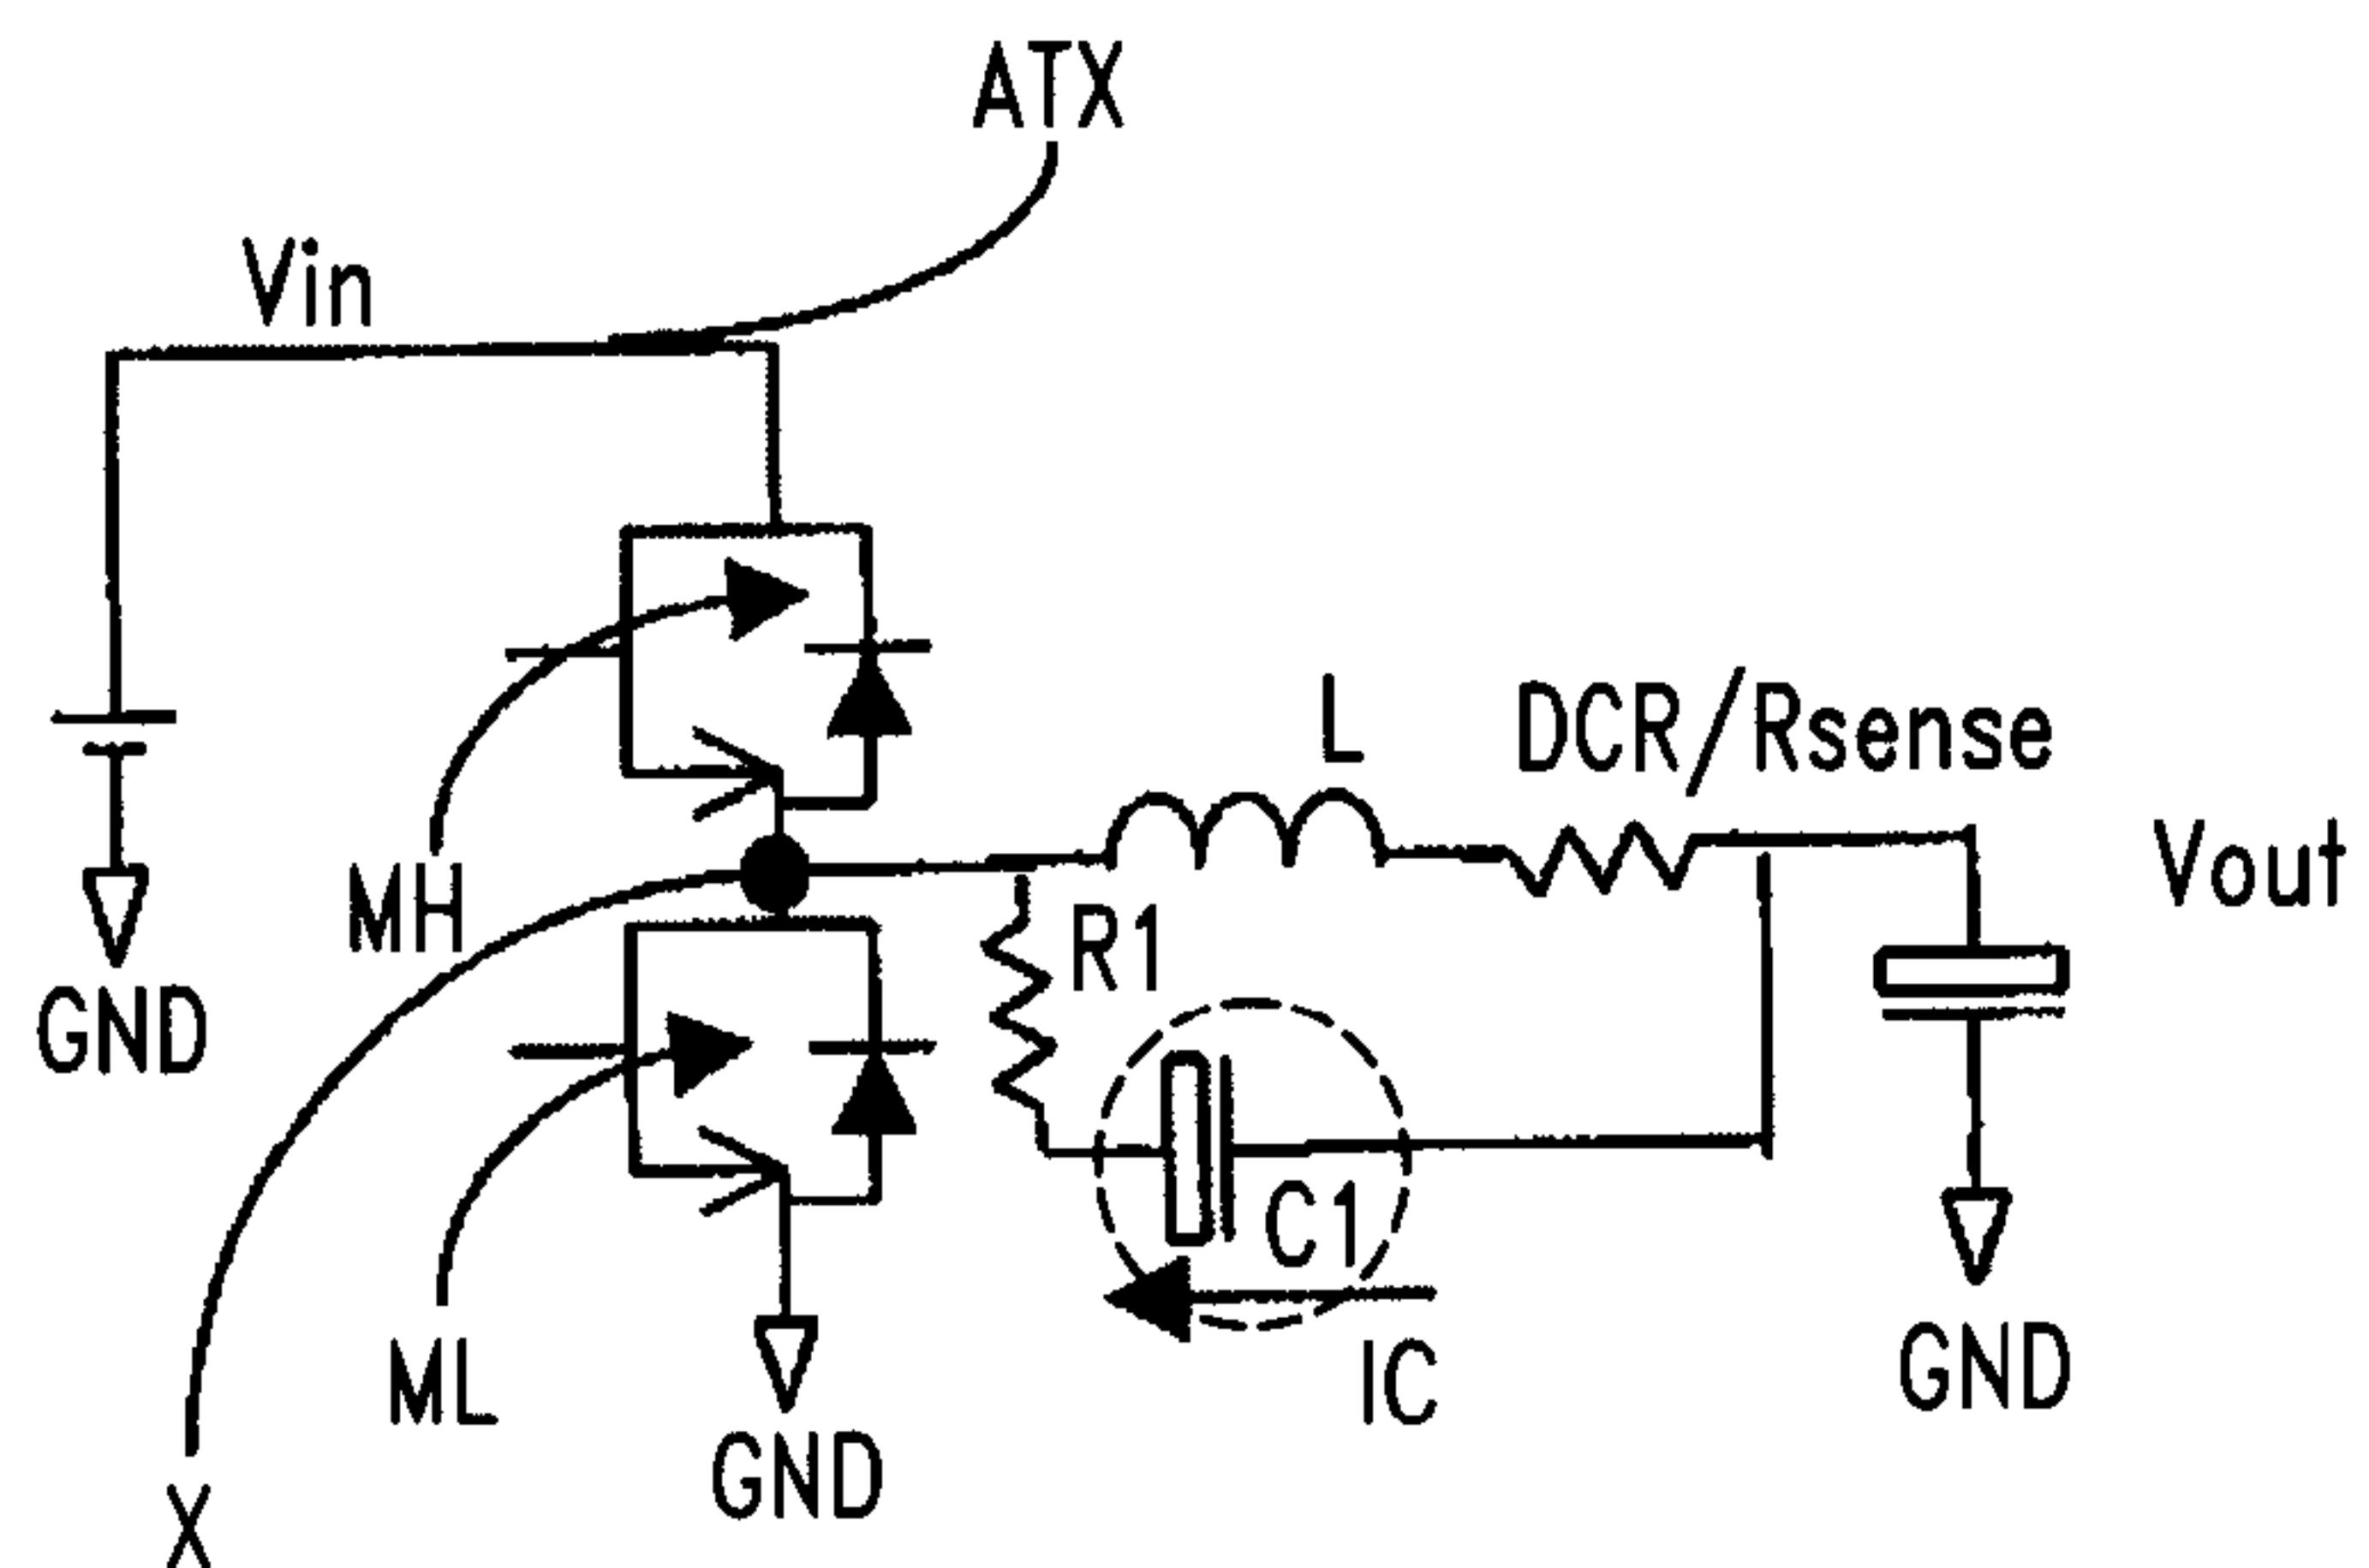 ATX
Vin
L
DCR/Rsense
Vout
MH
R1
GND
C1
ML
IC
GND
GND
X